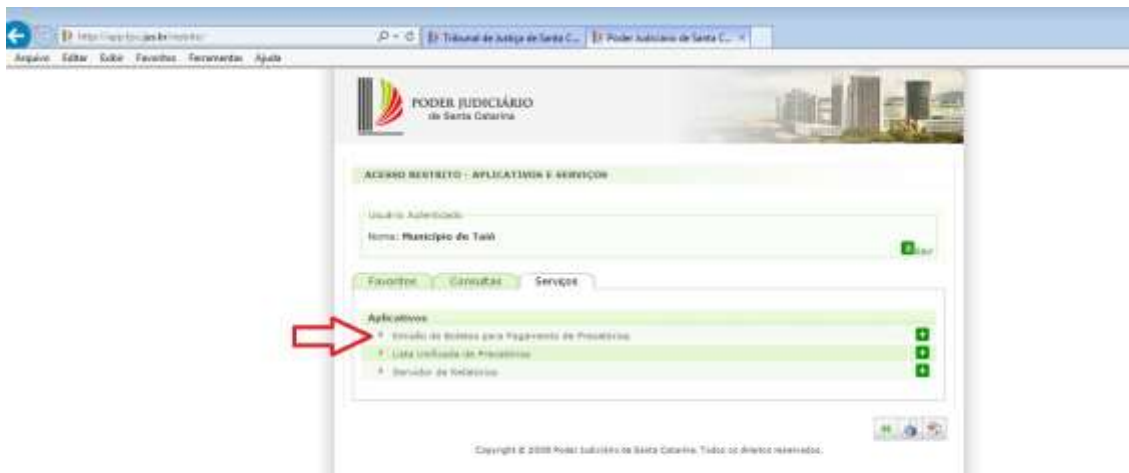 Tribunal de Justiça de Santa C...
Poder Judiciário de Santa C...
Arquivo Editar Exibir Favoritos Ferramentas Ajuda
PODER JUDICIÁRIO
de Santa Catarina
ACESSO RESTRITO - APLICATIVOS E SERVIÇOS
Usuário Autenticado
Nome: Município de Taió
Favoritos Consultas Serviços
Aplicativos
Emissão de Boletos para Pagamento de Precatórios
Lista Unificada de Precatórios
Servidor de Relatórios
Copyright © 2008 Poder Judiciário de Santa Catarina. Todos os direitos reservados.